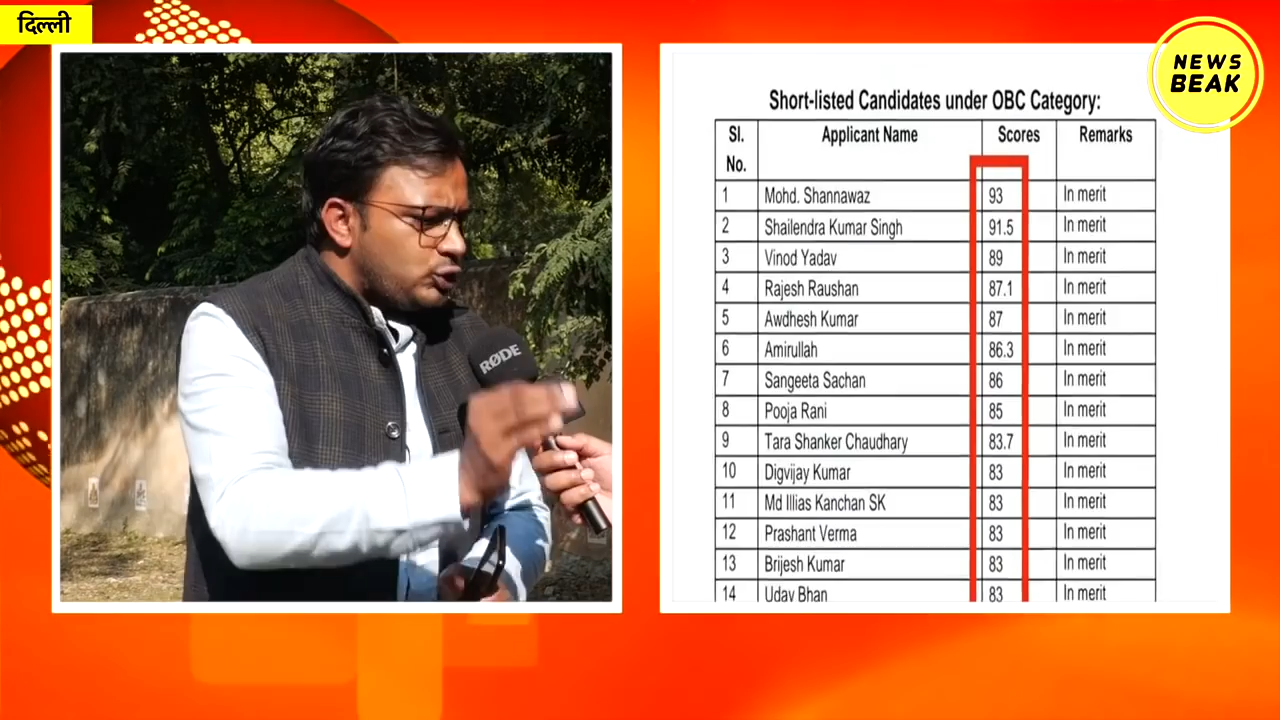 दिल्ली
NEWS
BEAK
RØDE
Short-listed Candidates under OBC Category:
Sl. No. Applicant Name Scores Remarks
1 Mohd. Shannawaz 93 In merit
2 Shailendra Kumar Singh 91.5 In merit
3 Vinod Yadav 89 In merit
4 Rajesh Raushan 87.1 In merit
5 Awdhesh Kumar 87 In merit
6 Amirullah 86.3 In merit
7 Sangeeta Sachan 86 In merit
8 Pooja Rani 85 In merit
9 Tara Shanker Chaudhary 83.7 In merit
10 Digvijay Kumar 83 In merit
11 Md Illias Kanchan SK 83 In merit
12 Prashant Verma 83 In merit
13 Brijesh Kumar 83 In merit
14 Uday Bhan 83 In merit